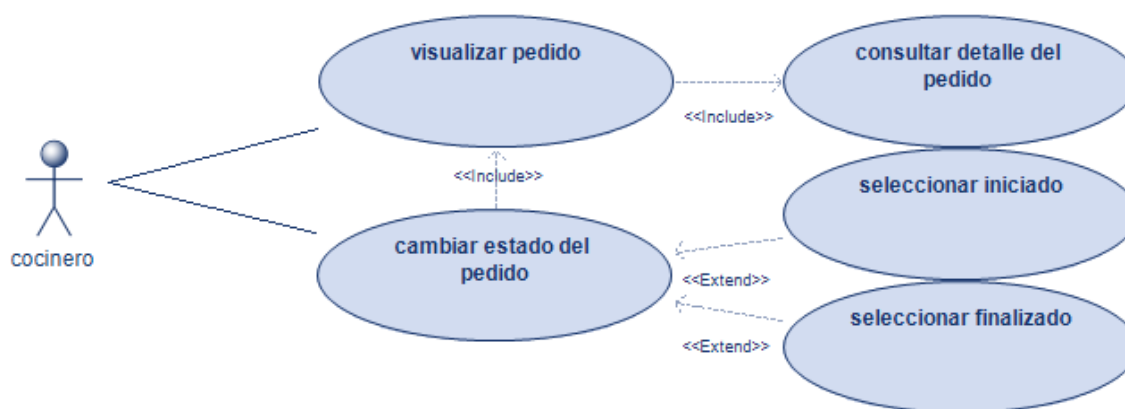 visualizar pedido
consultar detalle del
pedido
<<Include>>
<<Include>>
seleccionar iniciado
cocinero
cambiar estado del
pedido
<<Extend>>
seleccionar finalizado
<<Extend>>